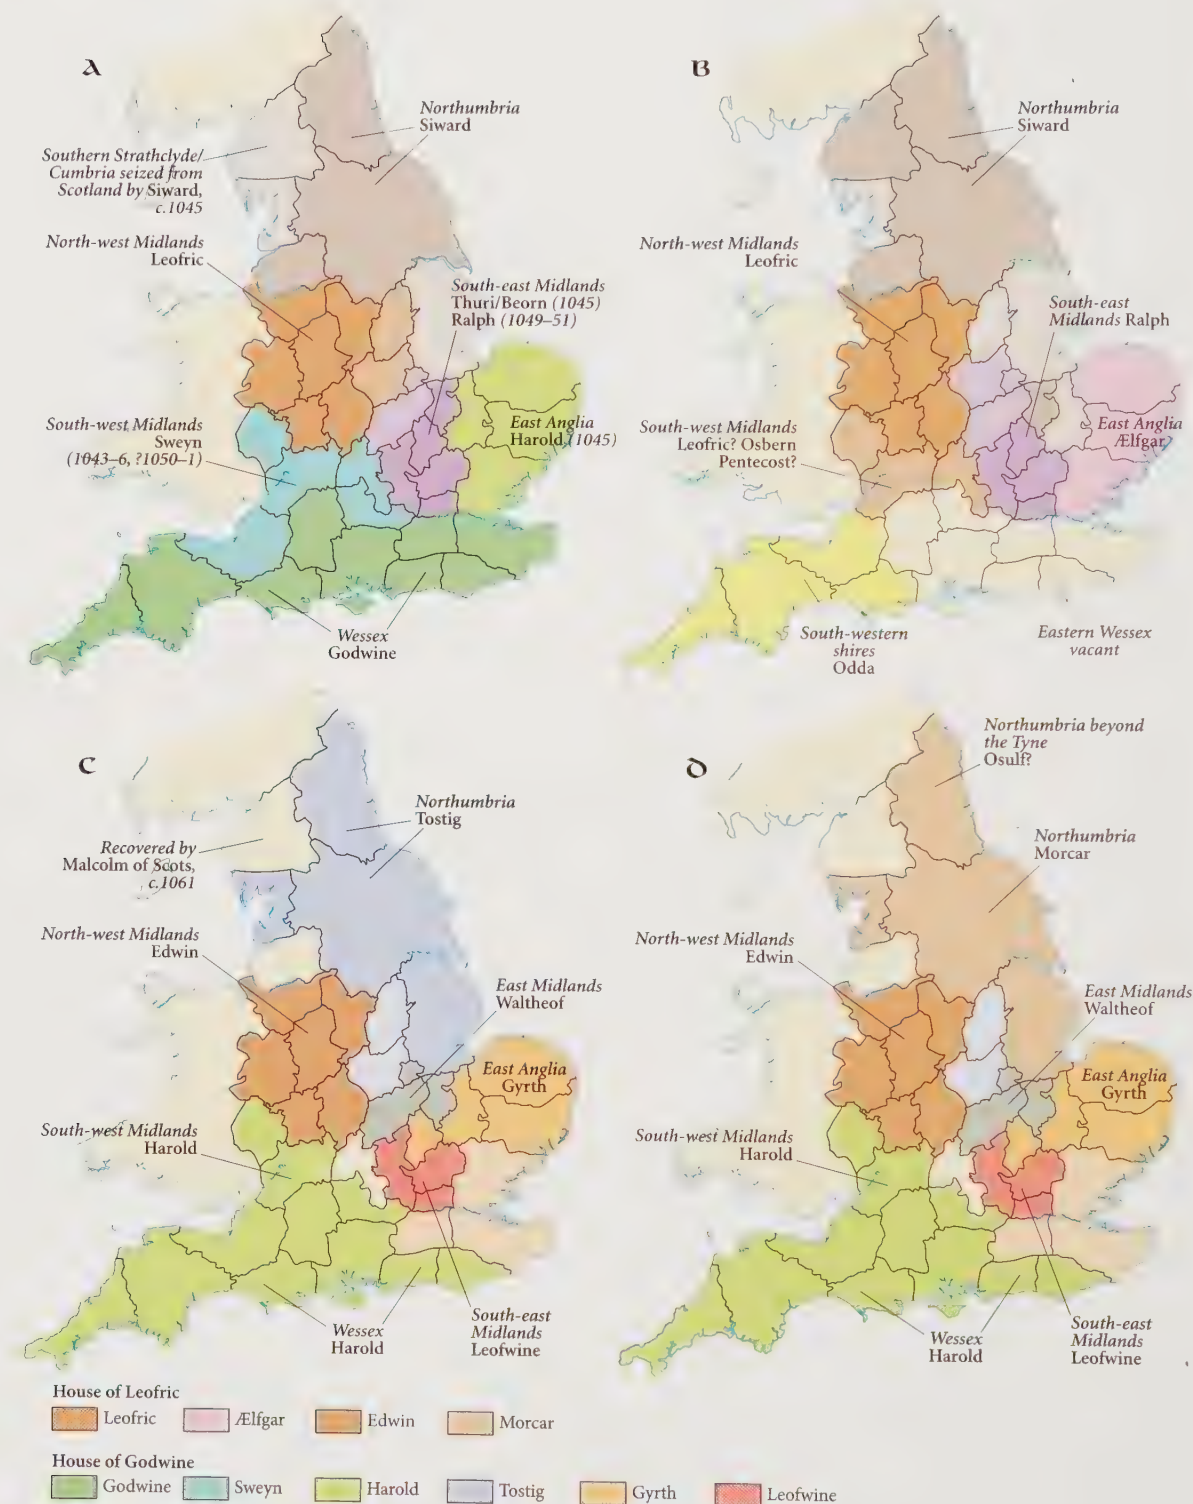 A
Northumbria
Siward
Southern Strathclyde/
Cumbria seized from
Scotland by Siward,
c.1045
North-west Midlands
Leofric
South-east Midlands
Thuri/Beorn (1045)
Ralph (1049–51)
South-west Midlands
Sweyn
(1043–6, ?1050–1)
East Anglia
Harold (1045)
Wessex
Godwine
B
Northumbria
Siward
North-west Midlands
Leofric
South-east
Midlands Ralph
South-west Midlands
Leofric? Osbern
Pentecost?
East Anglia
Ælfgar
South-western
shires
Odda
Eastern Wessex
vacant
C
Northumbria
Tostig
Recovered by
Malcolm of Scots,
c.1061
North-west Midlands
Edwin
East Midlands
Waltheof
East Anglia
Gyrth
South-west Midlands
Harold
Wessex
Harold
South-east
Midlands
Leofwine
D
Northumbria beyond
the Tyne
Osulf?
Northumbria
Morcar
North-west Midlands
Edwin
East Midlands
Waltheof
East Anglia
Gyrth
South-west Midlands
Harold
Wessex
Harold
South-east
Midlands
Leofwine
House of Leofric
Leofric Ælfgar Edwin Morcar
House of Godwine
Godwine Sweyn Harold Tostig Gyrth Leofwine